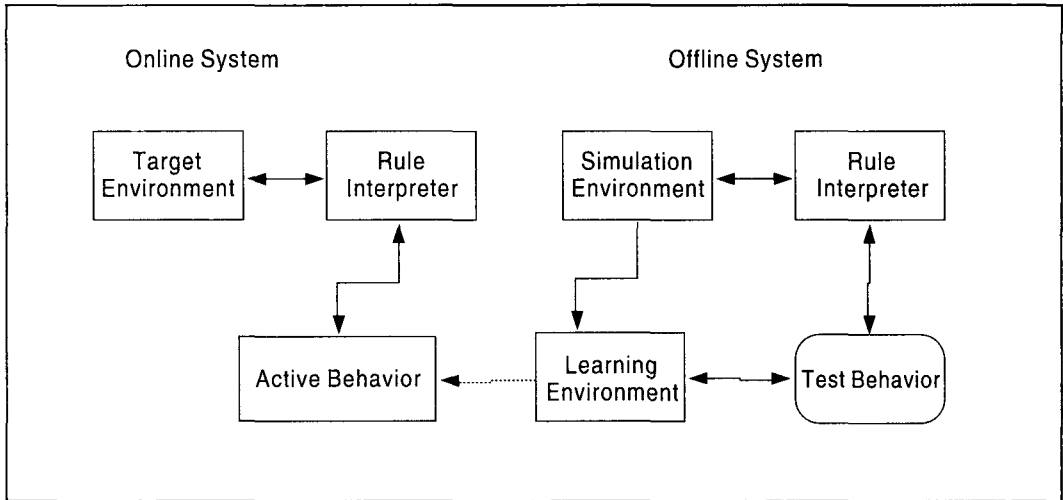 Online System
Offline System
Target
Environment
Rule
Interpreter
Simulation
Environment
Rule
Interpreter
Active Behavior
Learning
Environment
Test Behavior